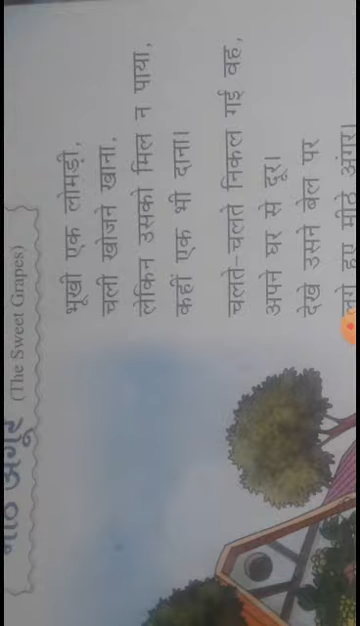 मीठे अंगूर (The Sweet Grapes)
भूखी एक लोमड़ी,
चली खोजने खाना,
लेकिन उसको मिल न पाया,
कहीं एक भी दाना।
चलते-चलते निकल गई वह,
अपने घर से दूर।
देखे उसने बेल पर
लगे हुए मीठे अंगूर।